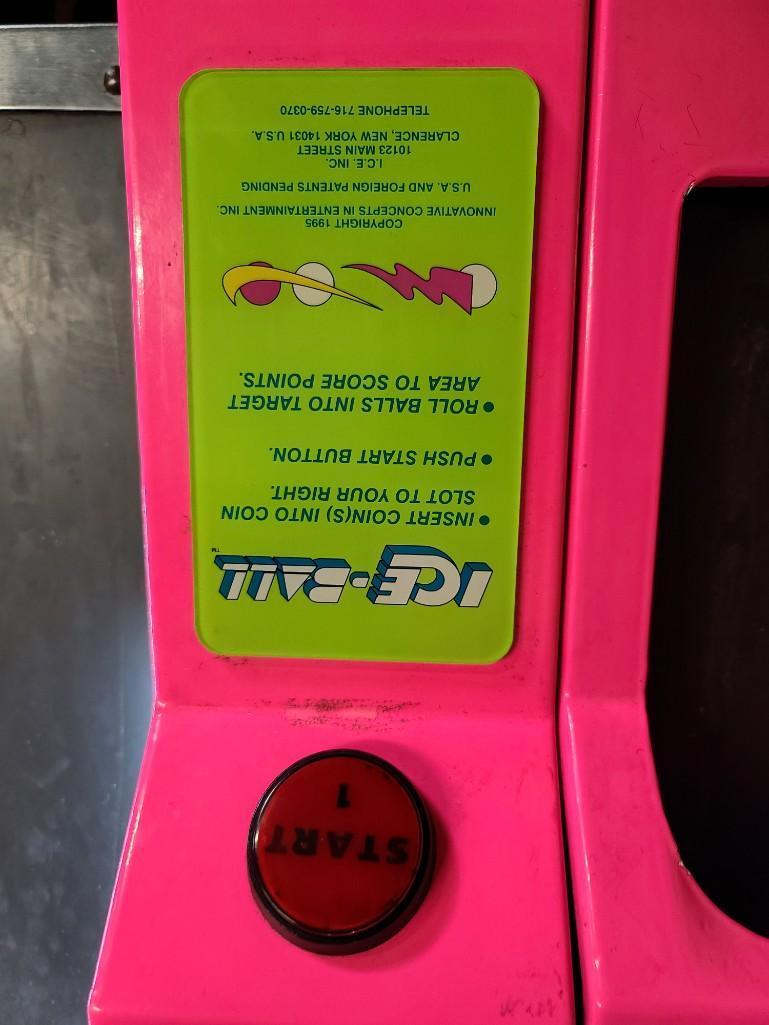 ICE•BALL™
• INSERT COIN(S) INTO COIN
SLOT TO YOUR RIGHT.
• PUSH START BUTTON.
• ROLL BALLS INTO TARGET
AREA TO SCORE POINTS.
COPYRIGHT 1995
INNOVATIVE CONCEPTS IN ENTERTAINMENT INC.
U.S.A. AND FOREIGN PATENTS PENDING
I.C.E. INC.
10123 MAIN STREET
CLARENCE, NEW YORK 14031 U.S.A.
TELEPHONE 716-759-0370
START
1